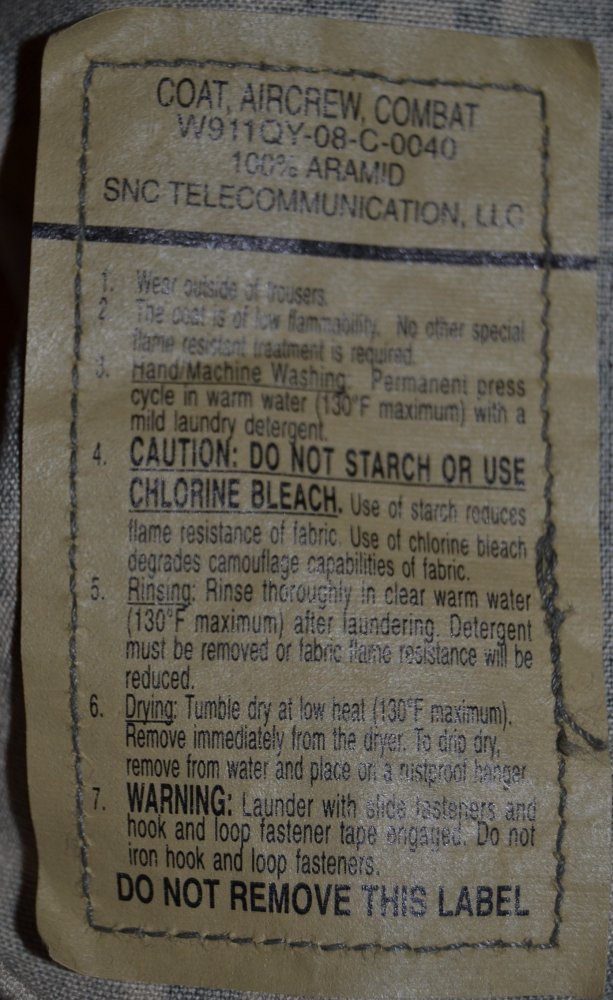 COAT, AIRCREW, COMBAT
W911QY-08-C-0040
100% ARAMID
SNC TELECOMMUNICATION, LLC
1. Wear outside of trousers.
2. The coat is of low flammability. No other special
flame resistant treatment is required.
3. Hand/Machine Washing: Permanent press
cycle in warm water (130°F maximum) with a
mild laundry detergent.
4. CAUTION: DO NOT STARCH OR USE
CHLORINE BLEACH. Use of starch reduces
flame resistance of fabric. Use of chlorine bleach
degrades camouflage capabilities of fabric.
5. Rinsing: Rinse thoroughly in clear warm water
(130°F maximum) after laundering. Detergent
must be removed or fabric flame resistance will be
reduced.
6. Drying: Tumble dry at low heat (130°F maximum).
Remove immediately from the dryer. To drip dry,
remove from water and place on a rustproof hanger.
7. WARNING: Launder with slide fasteners and
hook and loop fastener tape engaged. Do not
iron hook and loop fasteners.
DO NOT REMOVE THIS LABEL